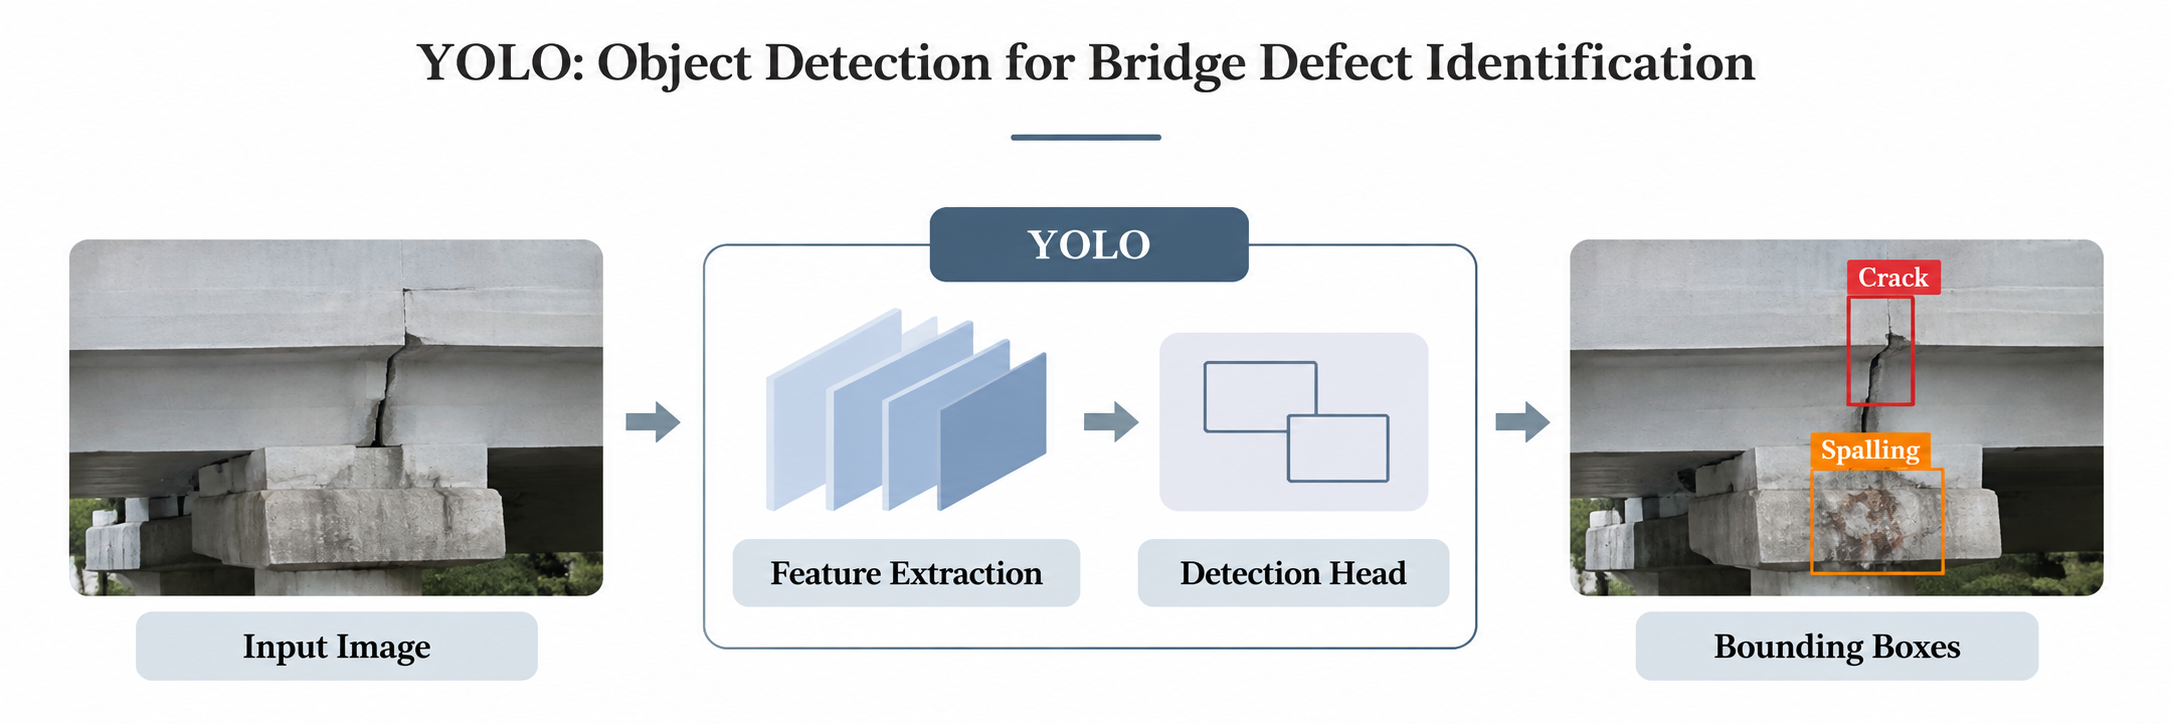 YOLO: Object Detection for Bridge Defect Identification
YOLO
Crack
Spalling
Feature Extraction
Detection Head
Input Image
Bounding Boxes